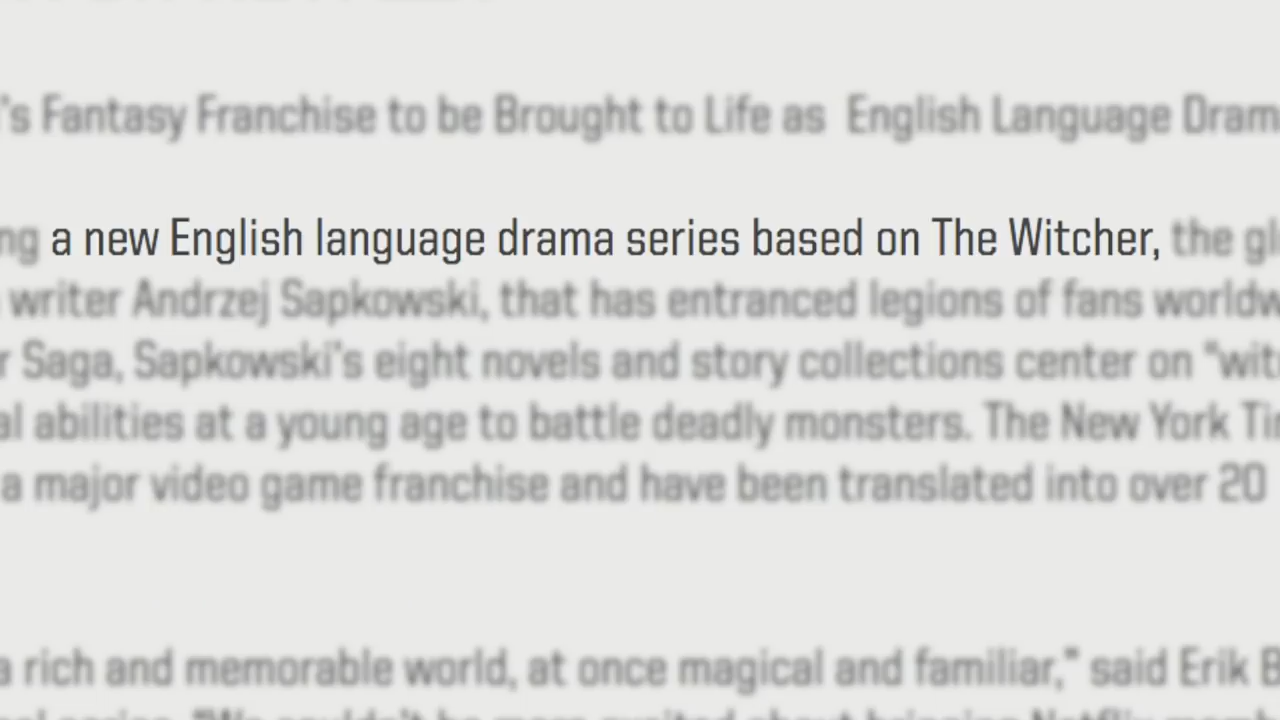 's Fantasy Franchise to be Brought to Life as English Language Dram
ng a new English language drama series based on The Witcher, the gl
writer Andrzej Sapkowski, that has entranced legions of fans worldw
r Saga, Sapkowski's eight novels and story collections center on "wit
al abilities at a young age to battle deadly monsters. The New York Ti
a major video game franchise and have been translated into over 20
a rich and memorable world, at once magical and familiar," said Erik B